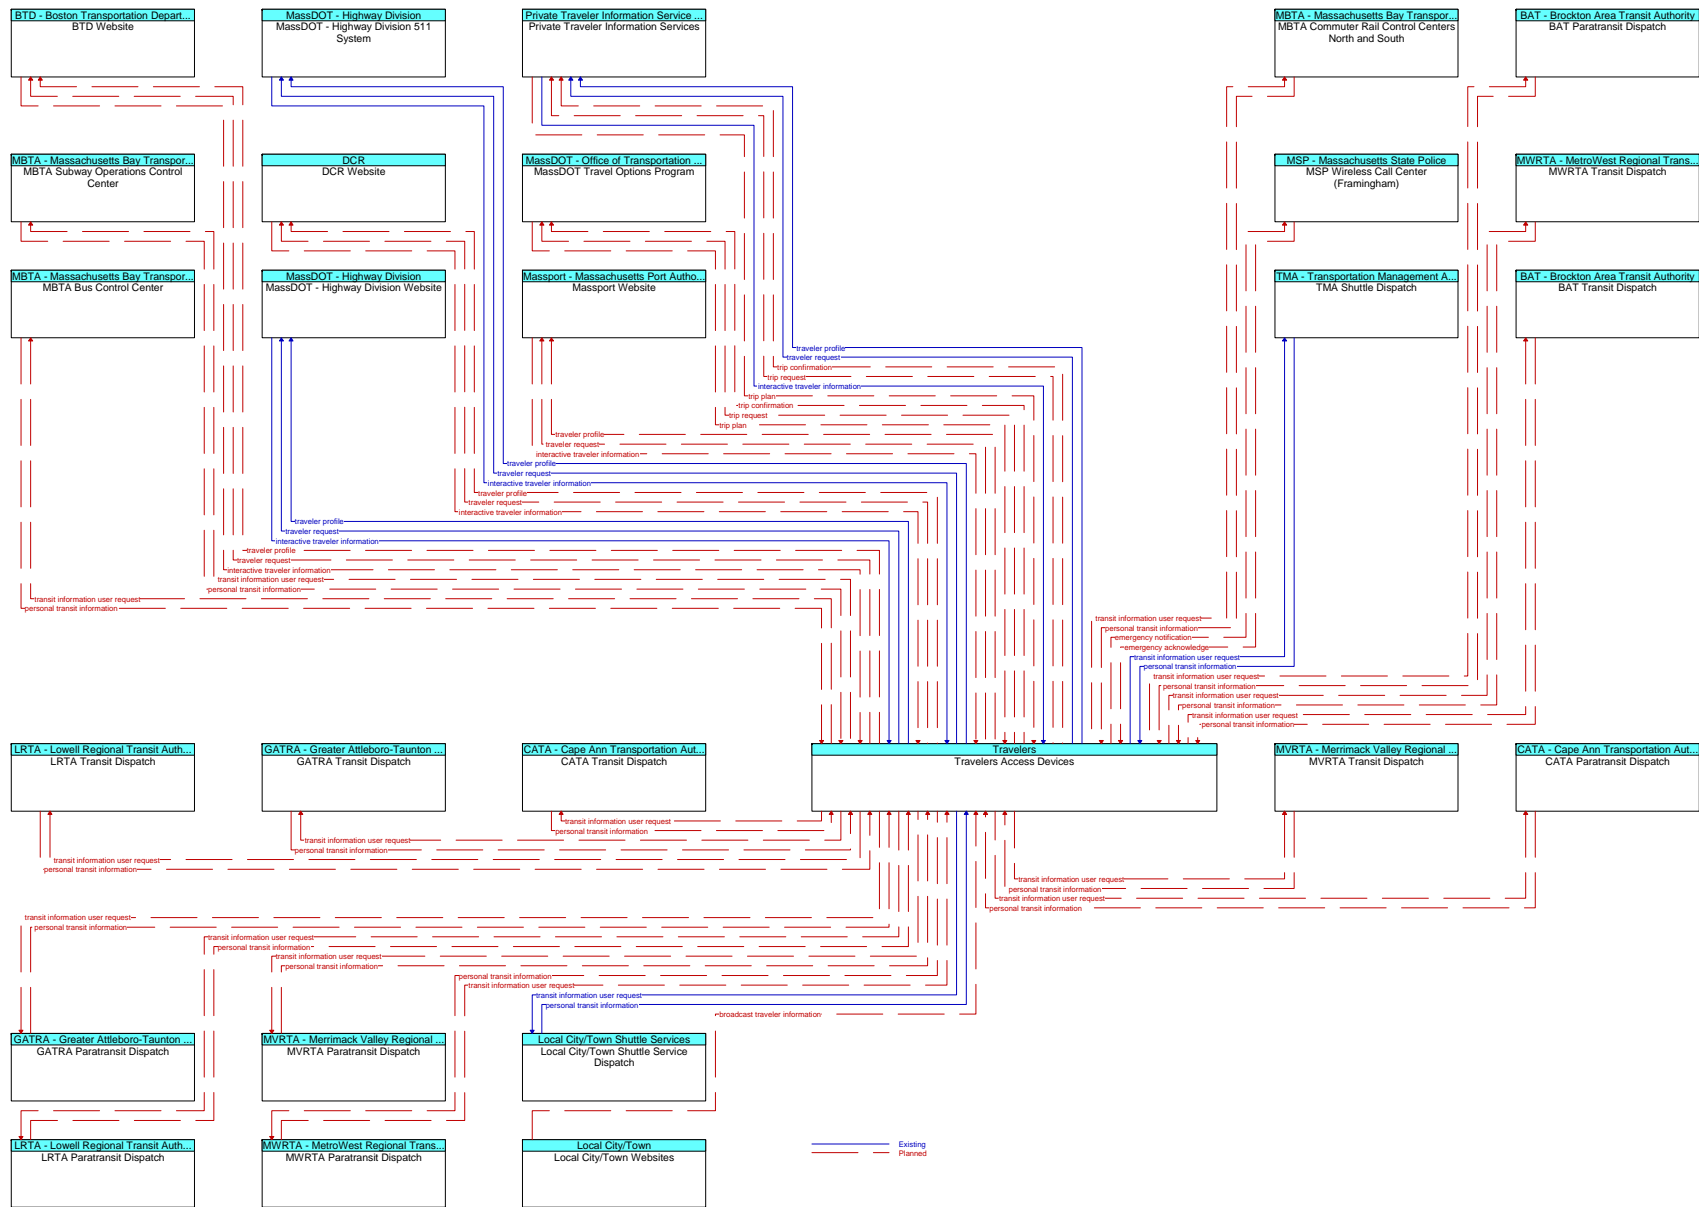 BTD - Boston Transportation Depart...
BTD Website
MassDOT - Highway Division
MassDOT - Highway Division 511
System
Private Traveler Information Service ...
Private Traveler Information Services
MBTA - Massachusetts Bay Transpor...
MBTA Commuter Rail Control Centers
North and South
BAT - Brockton Area Transit Authority
BAT Paratransit Dispatch
MBTA - Massachusetts Bay Transpor...
MBTA Subway Operations Control
Center
DCR
DCR Website
MassDOT - Office of Transportation ...
MassDOT Travel Options Program
MSP - Massachusetts State Police
MSP Wireless Call Center
(Framingham)
MWRTA - MetroWest Regional Trans...
MWRTA Transit Dispatch
MBTA - Massachusetts Bay Transpor...
MBTA Bus Control Center
MassDOT - Highway Division
MassDOT - Highway Division Website
Massport - Massachusetts Port Autho...
Massport Website
TMA - Transportation Management A...
TMA Shuttle Dispatch
BAT - Brockton Area Transit Authority
BAT Transit Dispatch
traveler profile
traveler request
trip confirmation
trip request
interactive traveler information
trip plan
trip confirmation
trip request
trip plan
traveler profile
traveler request
interactive traveler information
traveler profile
traveler request
interactive traveler information
traveler profile
traveler request
interactive traveler information
traveler profile
traveler request
interactive traveler information
traveler profile
traveler request
interactive traveler information
transit information user request
personal transit information
transit information user request
personal transit information
transit information user request
personal transit information
emergency notification
emergency acknowledge
transit information user request
personal transit information
transit information user request
personal transit information
transit information user request
personal transit information
transit information user request
personal transit information
LRTA - Lowell Regional Transit Auth...
LRTA Transit Dispatch
GATRA - Greater Attleboro-Taunton ...
GATRA Transit Dispatch
CATA - Cape Ann Transportation Aut...
CATA Transit Dispatch
Travelers
Travelers Access Devices
MVRTA - Merrimack Valley Regional ...
MVRTA Transit Dispatch
CATA - Cape Ann Transportation Aut...
CATA Paratransit Dispatch
transit information user request
personal transit information
transit information user request
personal transit information
transit information user request
personal transit information
transit information user request
personal transit information
transit information user request
personal transit information
transit information user request
personal transit information
transit information user request
personal transit information
transit information user request
personal transit information
personal transit information
transit information user request
transit information user request
personal transit information
broadcast traveler information
GATRA - Greater Attleboro-Taunton ...
GATRA Paratransit Dispatch
MVRTA - Merrimack Valley Regional ...
MVRTA Paratransit Dispatch
Local City/Town Shuttle Services
Local City/Town Shuttle Service
Dispatch
LRTA - Lowell Regional Transit Auth...
LRTA Paratransit Dispatch
MWRTA - MetroWest Regional Trans...
MWRTA Paratransit Dispatch
Local City/Town
Local City/Town Websites
Existing
Planned